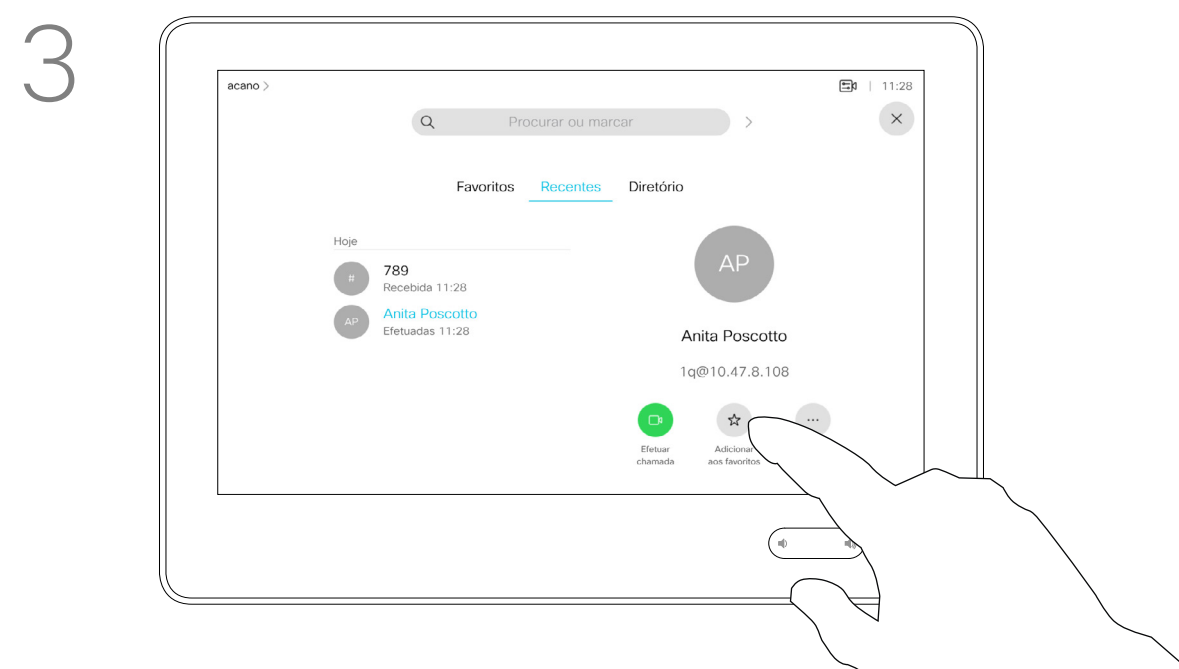 3
acano >
11:28
Procurar ou marcar
Favoritos Recentes Diretório
Hoje
#
789
Recebida 11:28
AP
Anita Poscotto
Efetuadas 11:28
AP
Anita Poscotto
1q@10.47.8.108
Efetuar
chamada
Adicionar
aos favoritos